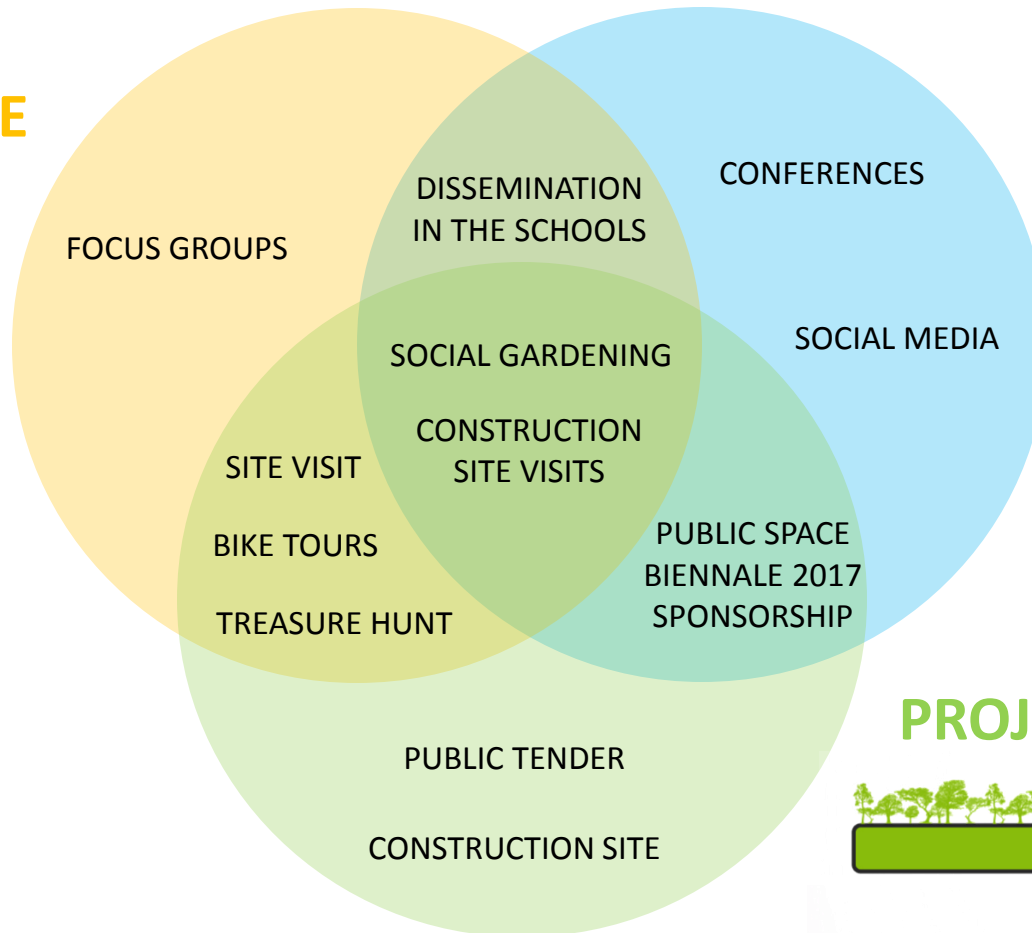 E
CONFERENCES
DISSEMINATION
IN THE SCHOOLS
FOCUS GROUPS
SOCIAL MEDIA
SOCIAL GARDENING
CONSTRUCTION
SITE VISITS
SITE VISIT
BIKE TOURS
TREASURE HUNT
PUBLIC SPACE
BIENNALE 2017
SPONSORSHIP
PROJ
PUBLIC TENDER
CONSTRUCTION SITE